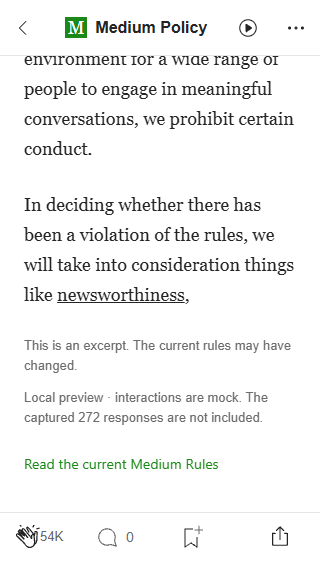 M Medium Policy
environment for a wide range of
people to engage in meaningful
conversations, we prohibit certain
conduct.
In deciding whether there has
been a violation of the rules, we
will take into consideration things
like newsworthiness,
This is an excerpt. The current rules may have
changed.
Local preview · interactions are mock. The
captured 272 responses are not included.
Read the current Medium Rules
54K 0